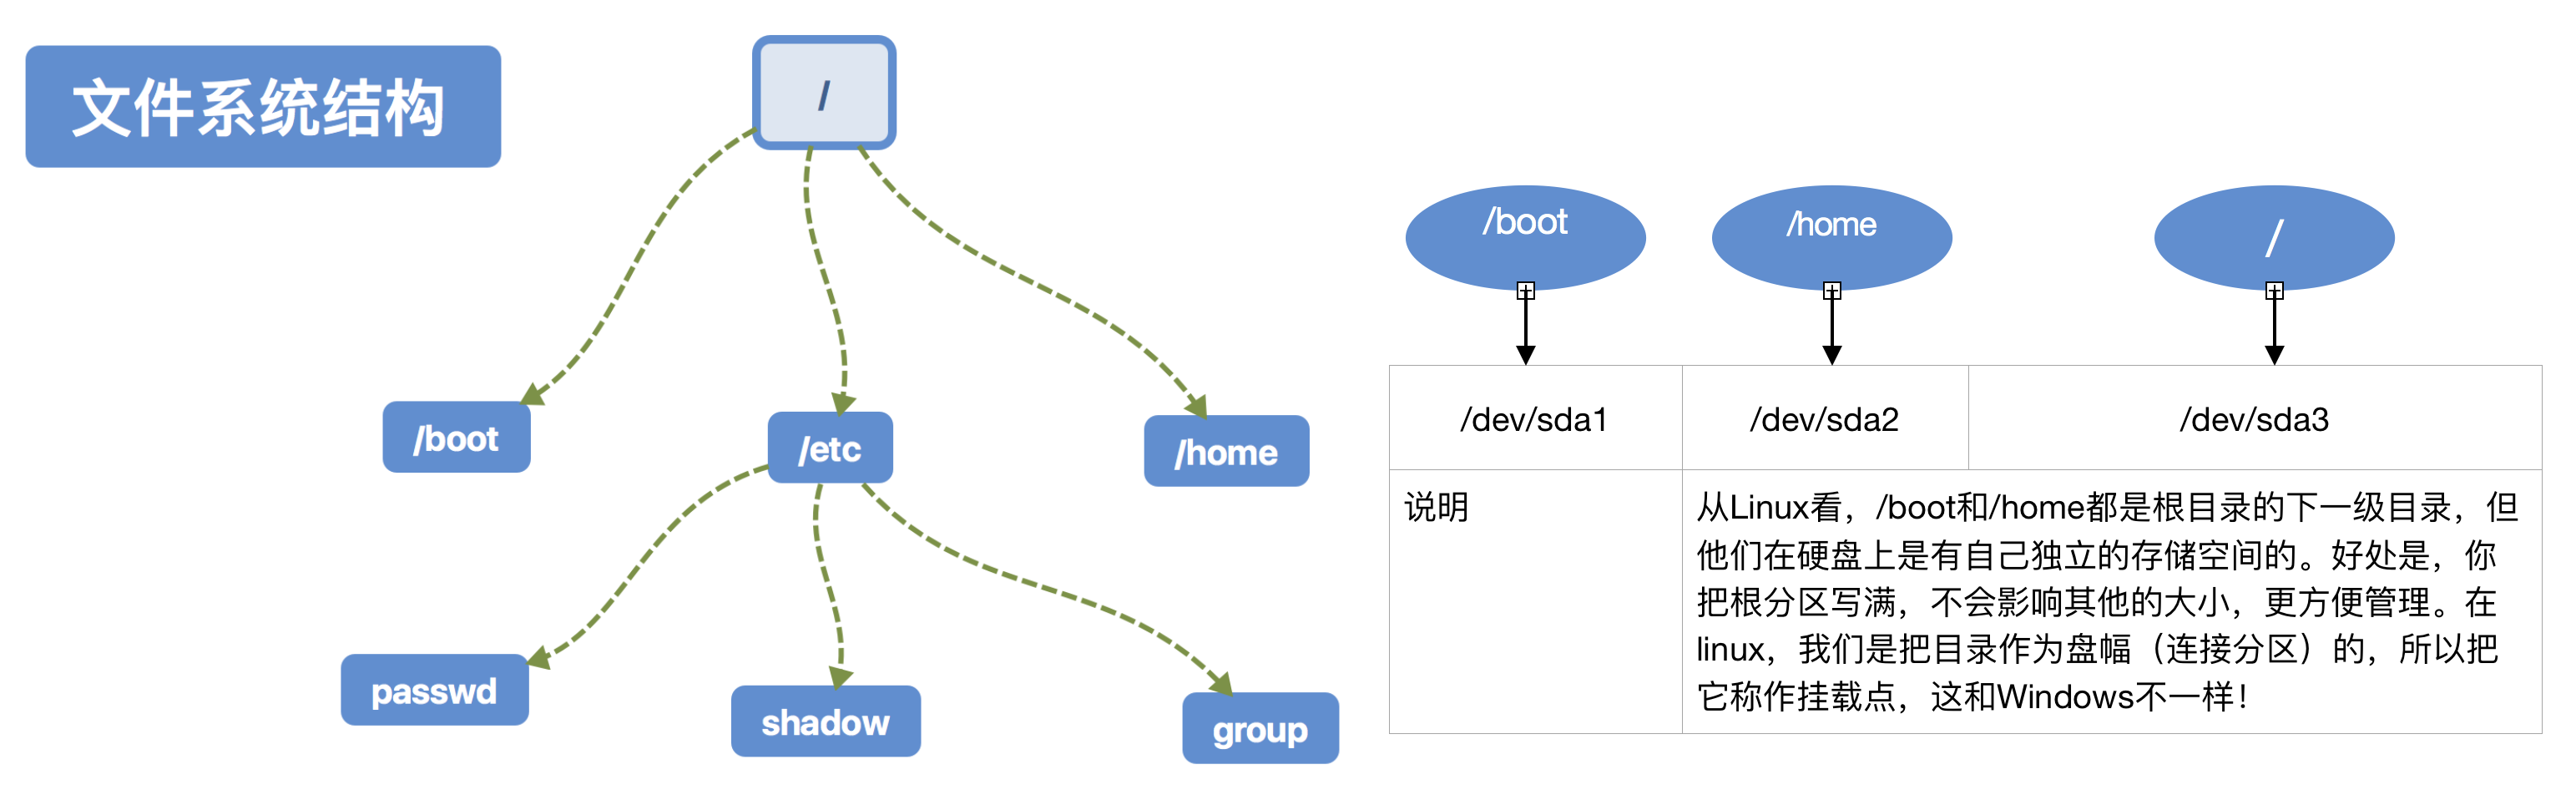 文件系统结构
/
/boot
/etc
/home
passwd
shadow
group
/boot
/home
/
/dev/sda1
/dev/sda2
/dev/sda3
说明
从Linux看，/boot和/home都是根目录的下一级目录，但
他们在硬盘上是有自己独立的存储空间的。好处是，你
把根分区写满，不会影响其他的大小，更方便管理。在
linux，我们是把目录作为盘幅（连接分区）的，所以把
它称作挂载点，这和Windows不一样！